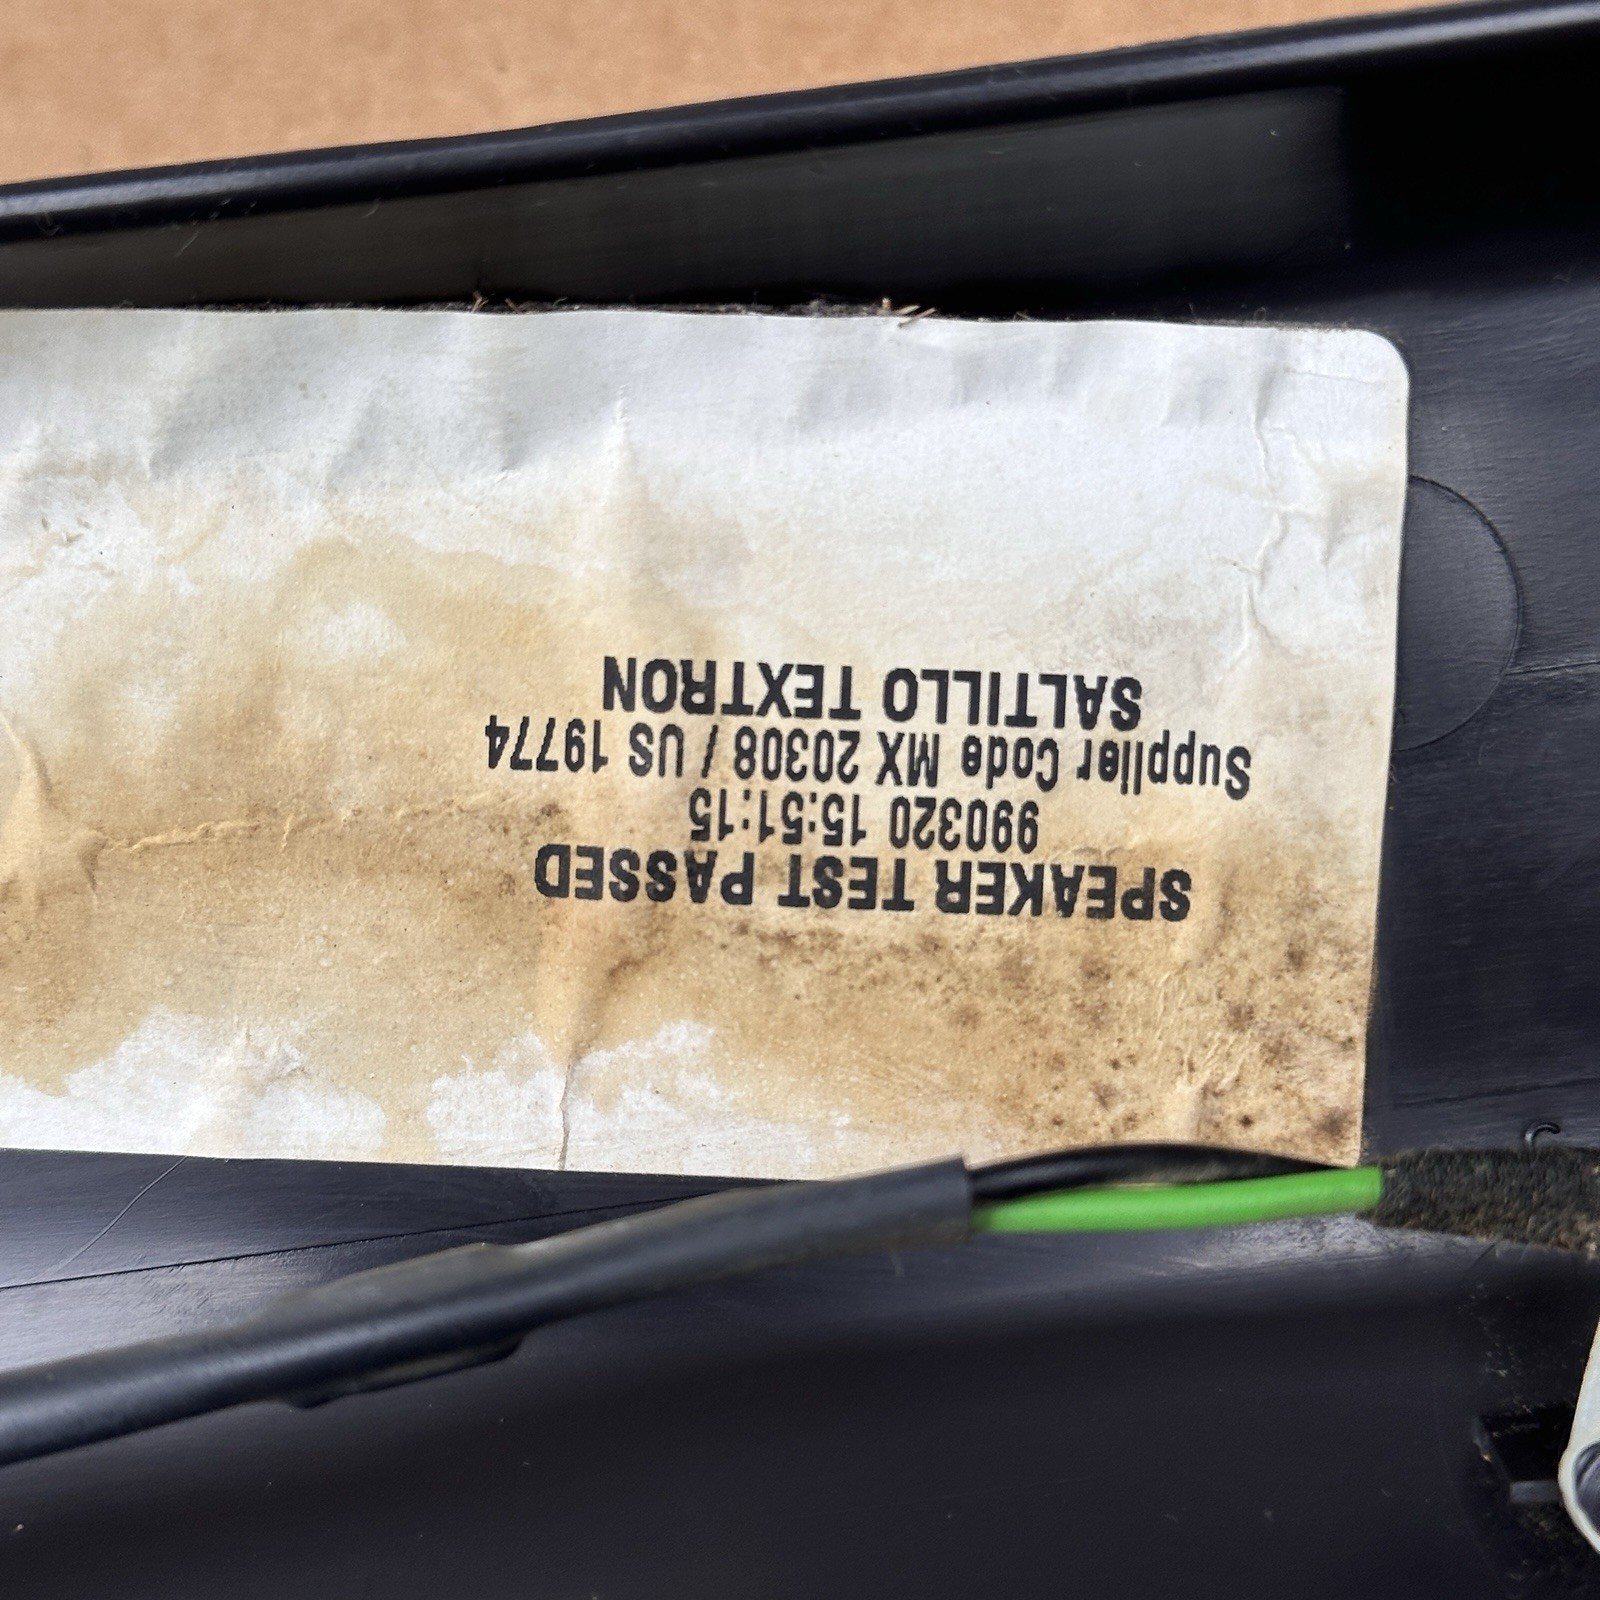 SPEAKER TEST PASSED
990320 15:51:15
Supplier Code MX 20308 / US 19774
SALTILLO TEXTRON